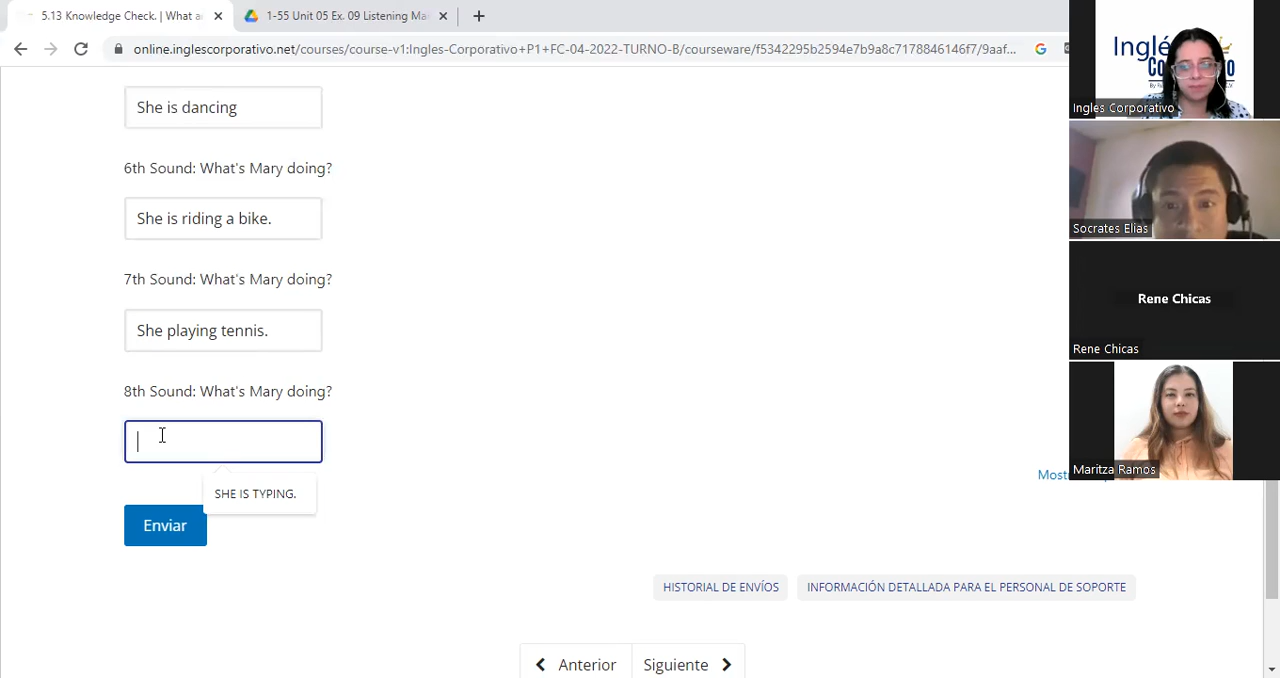 5.13 Knowledge Check. | What a
1-55 Unit 05 Ex. 09 Listening Ma
online.inglescorporativo.net/courses/course-v1:Ingles-Corporativo+P1+FC-04-2022-TURNO-B/courseware/f5342295b2594e7b9a8c7178846146f7/9aaf...
She is dancing
6th Sound: What's Mary doing?
She is riding a bike.
7th Sound: What's Mary doing?
She playing tennis.
8th Sound: What's Mary doing?
SHE IS TYPING.
Enviar
HISTORIAL DE ENVÍOS
INFORMACIÓN DETALLADA PARA EL PERSONAL DE SOPORTE
Anterior
Siguiente
Ingles Corporativo
Socrates Elias
Rene Chicas
Rene Chicas
Maritza Ramos